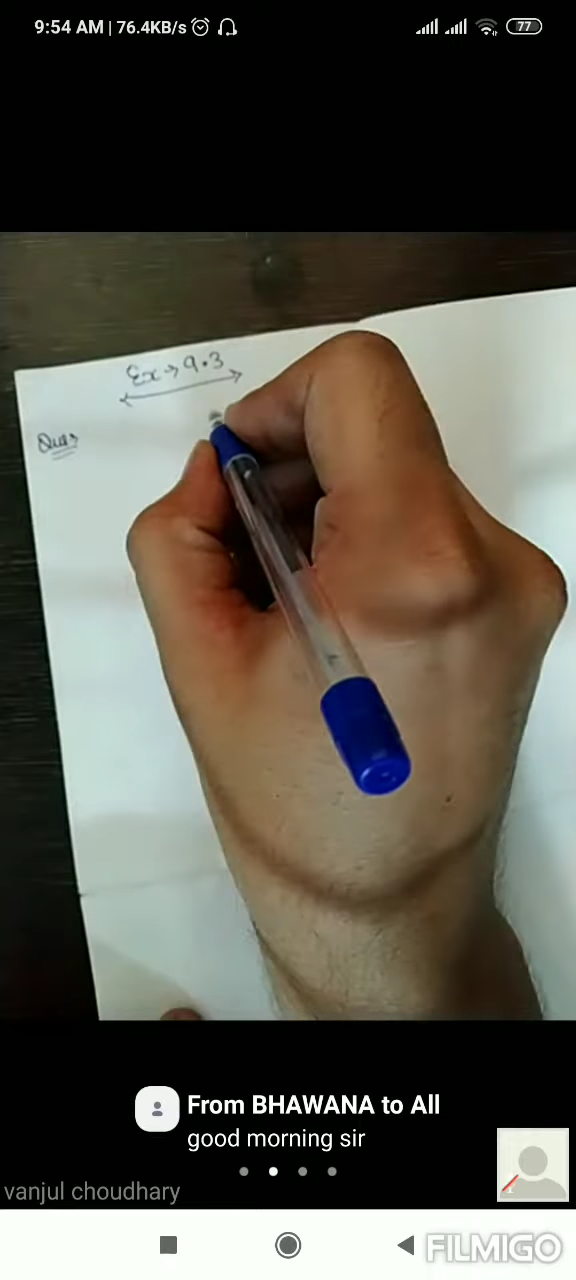 9:54 AM | 76.4KB/s
77
Ex → 9.3
Ques
From BHAWANA to All
good morning sir
vanjul choudhary
FILMIGO